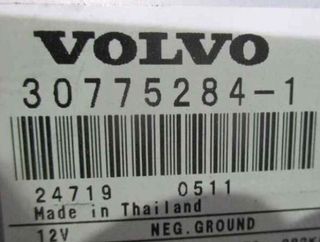 VOLVO
30775284-1
24719 0511
Made in Thailand
12V NEG.GROUND